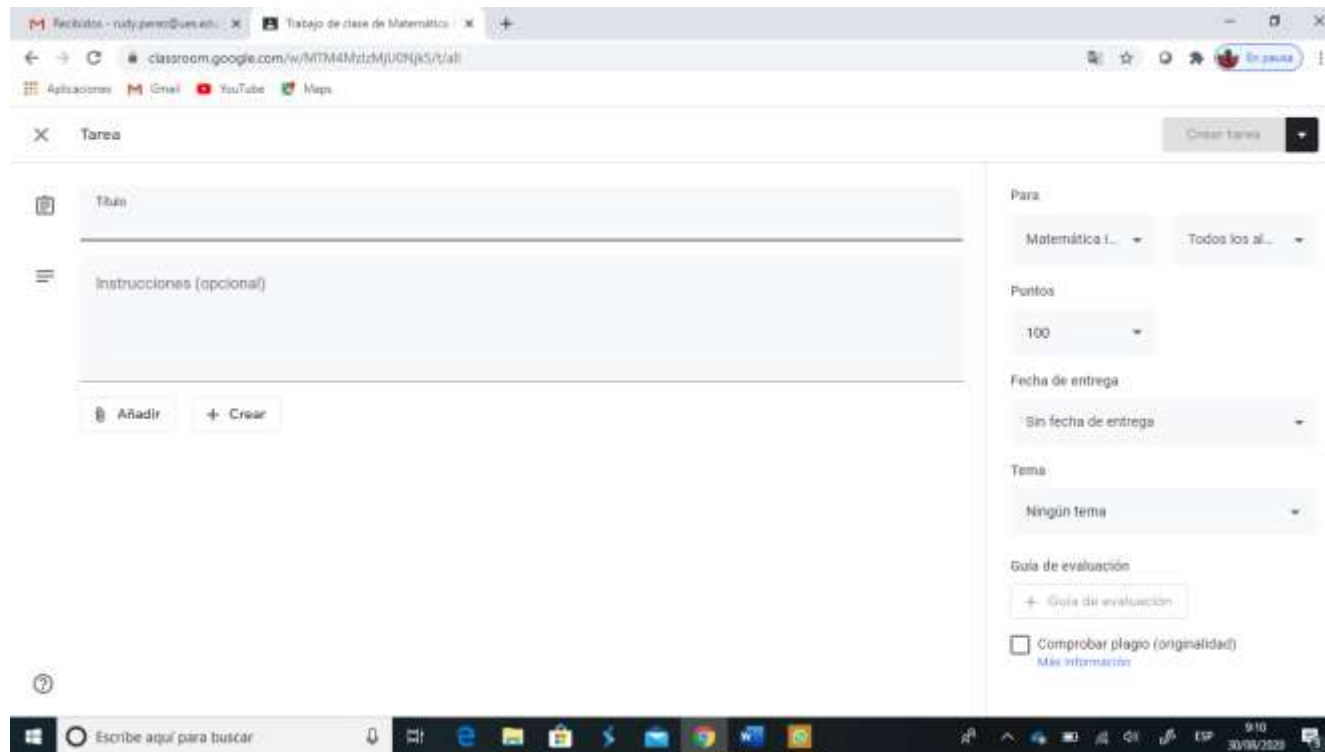 Recibidos - rudy.perez@ues.edu.
Trabajo de clase de Matemática I
classroom.google.com/w/
Aplicaciones
Gmail
YouTube
Maps
En pausa
Tarea
Crear tarea
Título
Instrucciones (opcional)
Añadir
+ Crear
Para
Matemática I...
Todos los al...
Puntos
100
Fecha de entrega
Sin fecha de entrega
Tema
Ningún tema
Guía de evaluación
+ Guía de evaluación
Comprobar plagio (originalidad)
Más información
Escribe aquí para buscar
ESP
9:10
30/08/2020